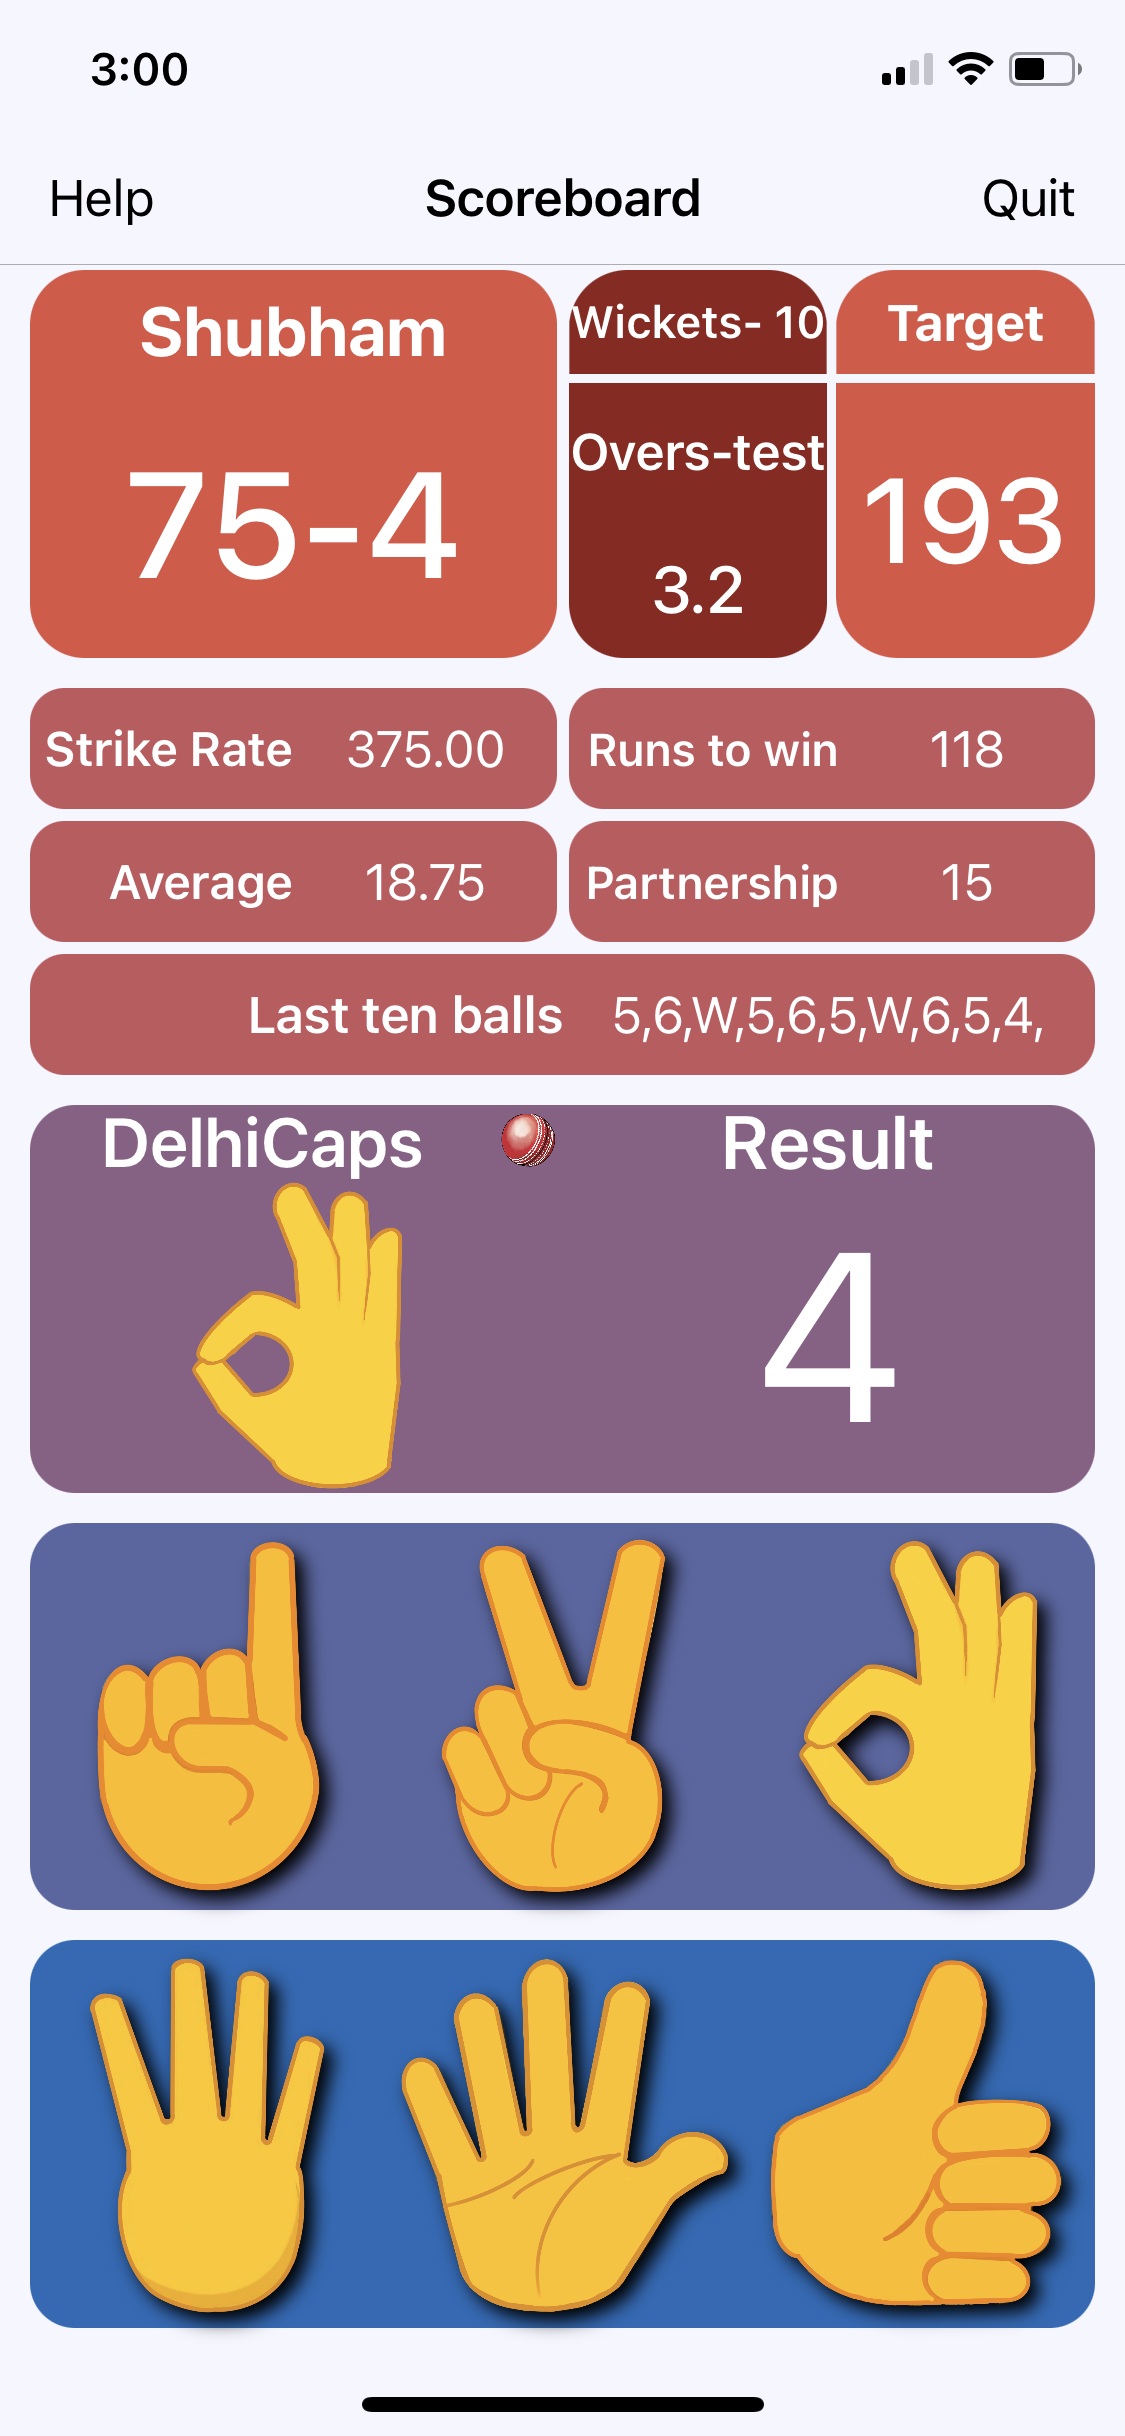 3:00
Help Scoreboard Quit
Shubham
75-4
Wickets- 10
Overs-test
3.2
Target
193
Strike Rate 375.00
Runs to win 118
Average 18.75
Partnership 15
Last ten balls 5,6,W,5,6,5,W,6,5,4,
DelhiCaps Result
4